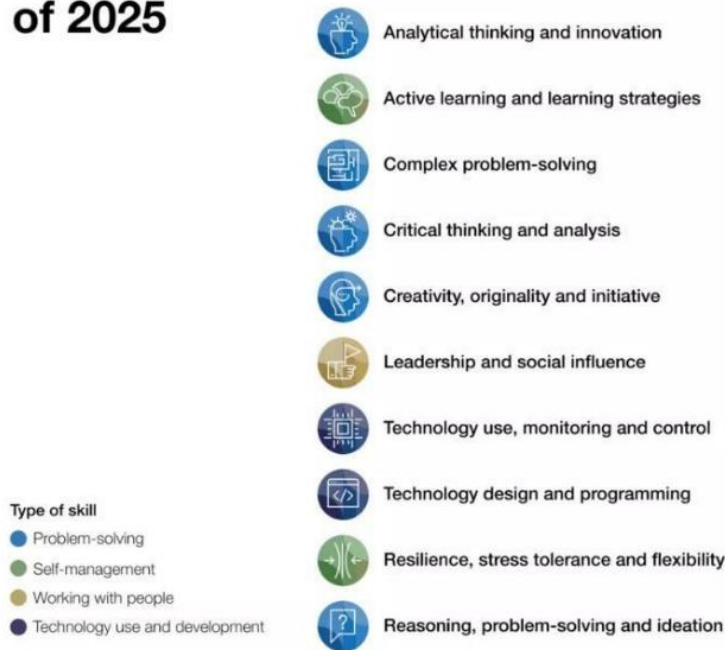 of 2025
Analytical thinking and innovation
Active learning and learning strategies
Complex problem-solving
Critical thinking and analysis
Creativity, originality and initiative
Leadership and social influence
Technology use, monitoring and control
Technology design and programming
Resilience, stress tolerance and flexibility
Reasoning, problem-solving and ideation
Type of skill
Problem-solving
Self-management
Working with people
Technology use and development